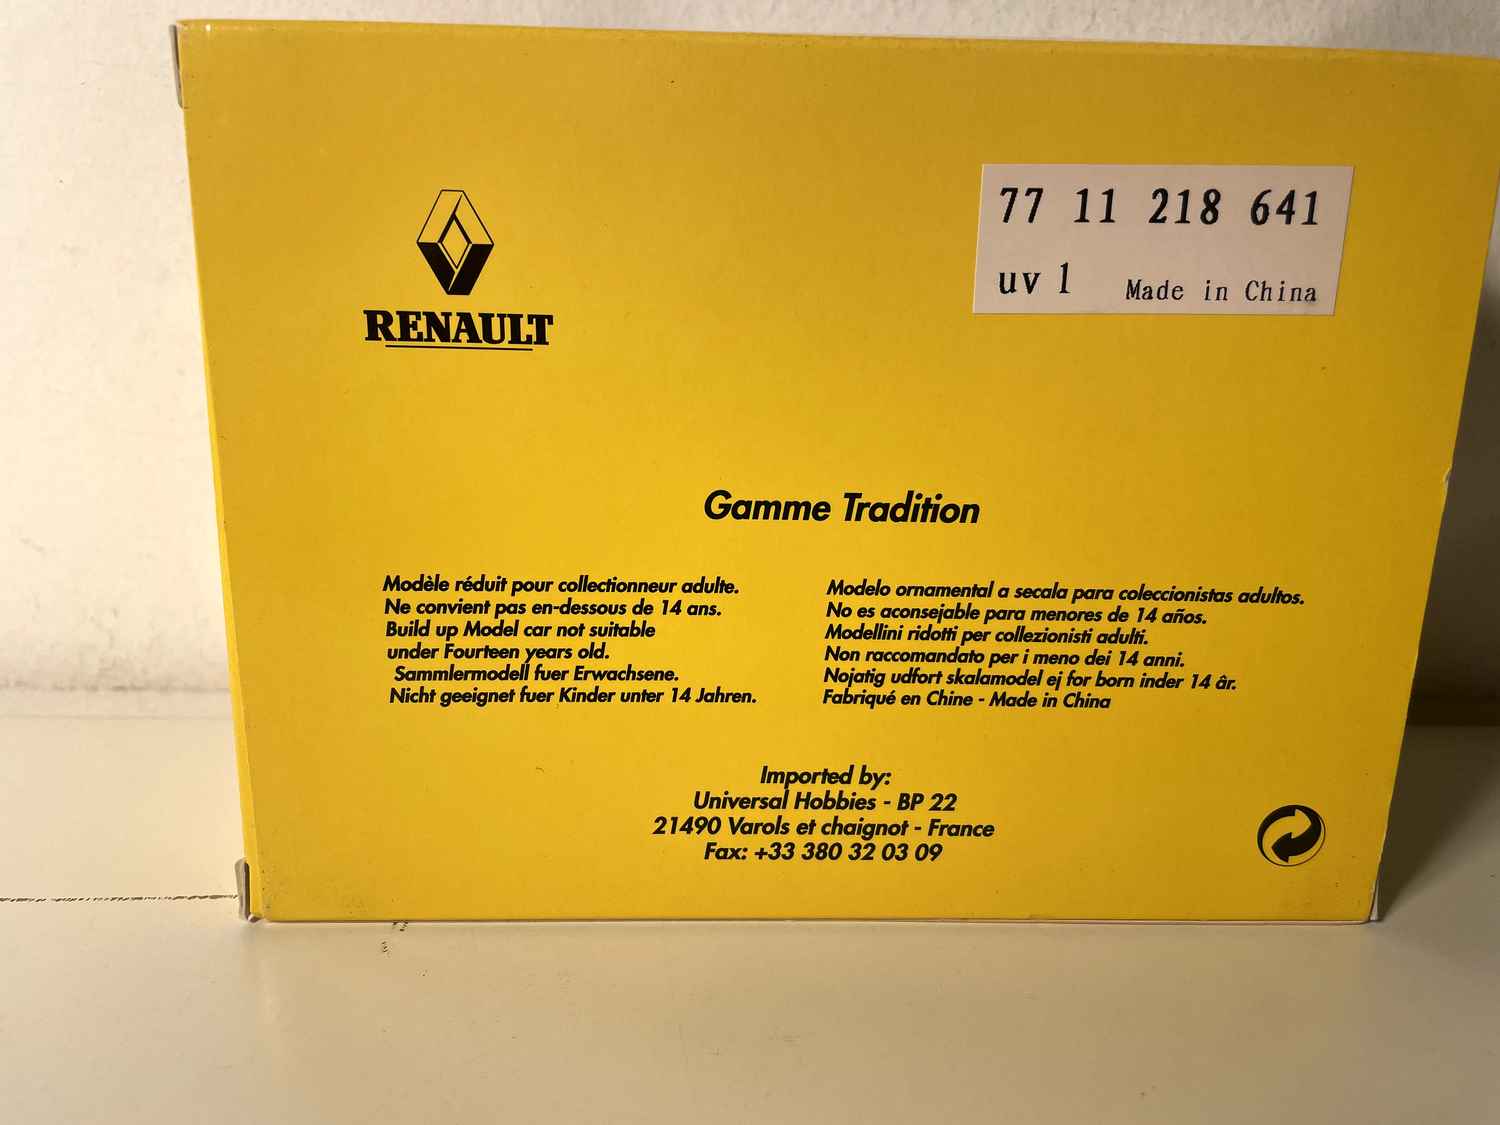 RENAULT
77 11 218 641
uv 1 Made in China
Gamme Tradition
Modèle réduit pour collectionneur adulte.
Ne convient pas en-dessous de 14 ans.
Build up Model car not suitable
under Fourteen years old.
Sammlermodell fuer Erwachsene.
Nicht geeignet fuer Kinder unter 14 Jahren.
Modelo ornamental a secala para coleccionistas adultos.
No es aconsejable para menores de 14 años.
Modellini ridotti per collezionisti adulti.
Non raccomandato per i meno dei 14 anni.
Nojatig udfort skalamodel ej for born inder 14 år.
Fabriqué en Chine - Made in China
Imported by:
Universal Hobbies - BP 22
21490 Varols et chaignot - France
Fax: +33 380 32 03 09